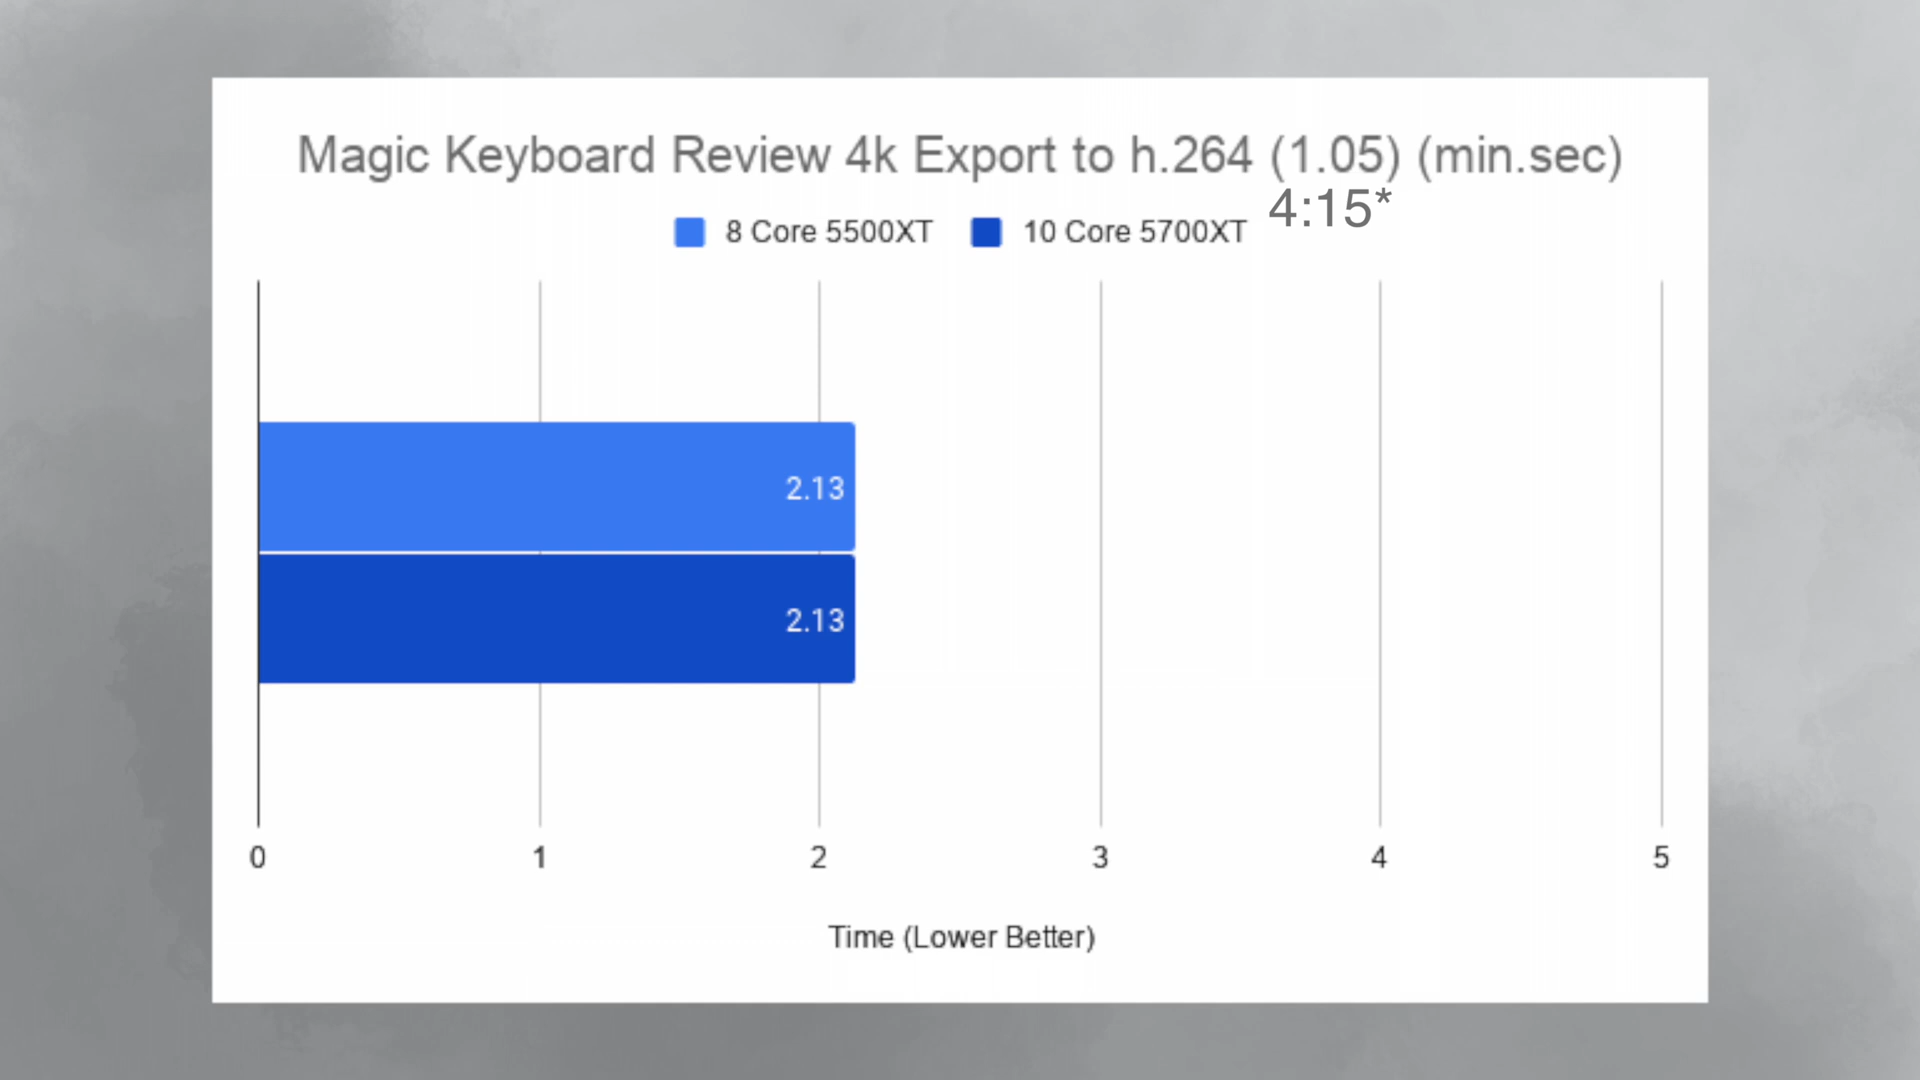 Magic Keyboard Review 4k Export to h.264 (1.05) (min.sec)
4:15*
8 Core 5500XT 10 Core 5700XT
2.13
2.13
0 1 2 3 4 5
Time (Lower Better)